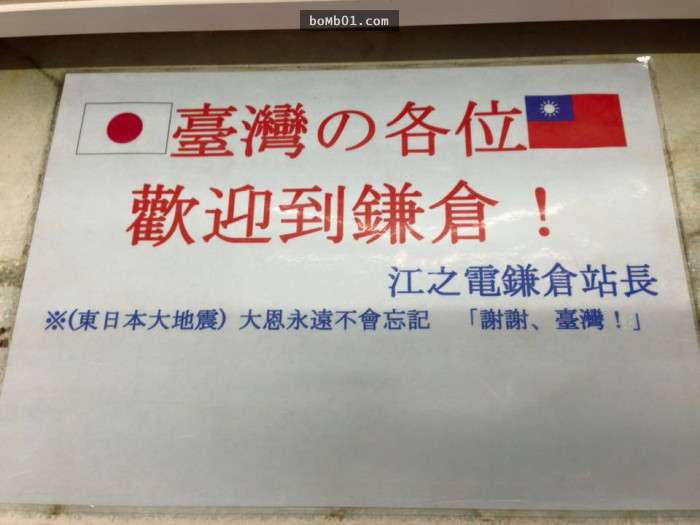 boMb01.com
臺灣の各位
歡迎到鎌倉！
江之電鎌倉站長
※(東日本大地震) 大恩永遠不會忘記 「謝謝、臺灣！」